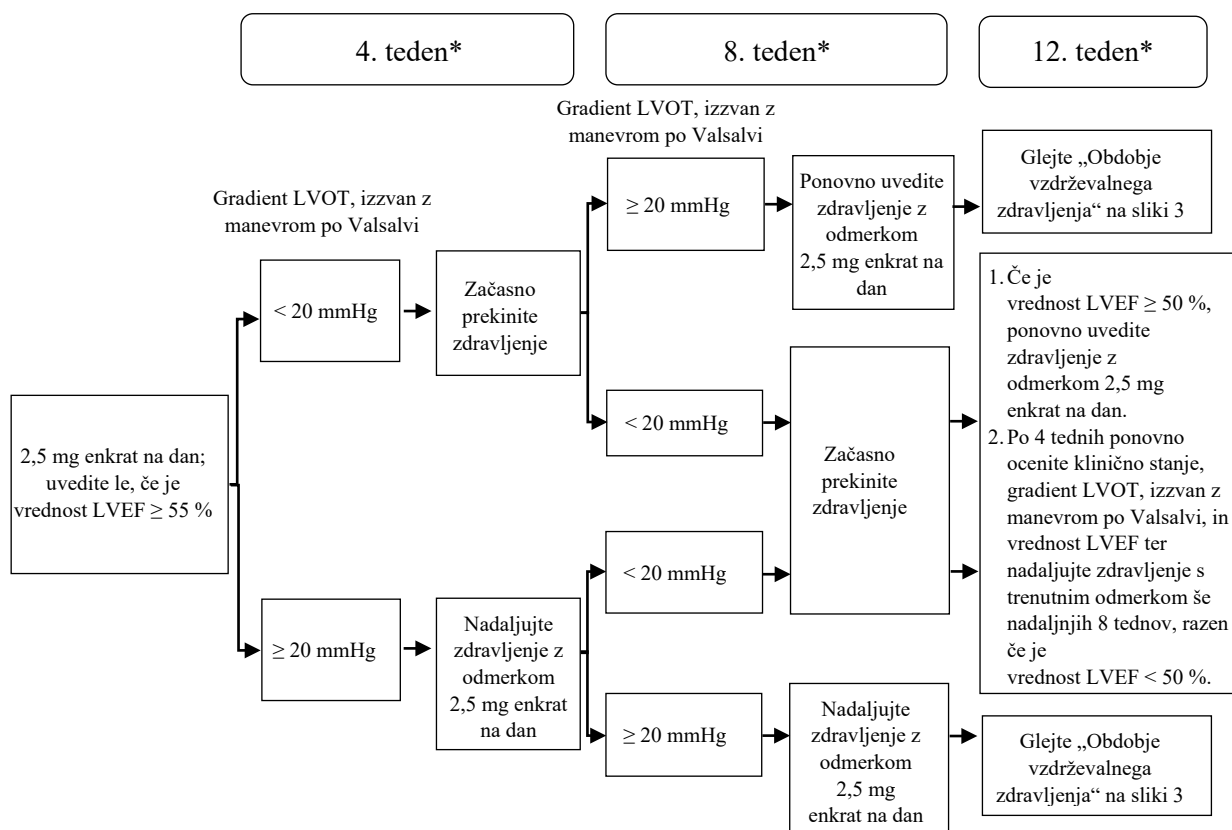 4. teden*
8. teden*
12. teden*
Gradient LVOT, izzvan z
manevrom po Valsalvi
Gradient LVOT, izzvan z
manevrom po Valsalvi
2,5 mg enkrat na dan;
uvedite le, če je
vrednost LVEF ≥ 55 %
< 20 mmHg
Začasno
prekinite
zdravljenje
≥ 20 mmHg
Ponovno uvedite
zdravljenje z
odmerkom
2,5 mg enkrat na
dan
Glejte „Obdobje
vzdrževalnega
zdravljenja“ na sliki 3
< 20 mmHg
Začasno
prekinite
zdravljenje
1. Če je
vrednost LVEF ≥ 50 %,
ponovno uvedite
zdravljenje z
odmerkom 2,5 mg
enkrat na dan.
2. Po 4 tednih ponovno
ocenite klinično stanje,
gradient LVOT, izzvan z
manevrom po Valsalvi, in
vrednost LVEF ter
nadaljujte zdravljenje s
trenutnim odmerkom še
nadaljnjih 8 tednov, razen
če je
vrednost LVEF < 50 %.
≥ 20 mmHg
Nadaljujte
zdravljenje z
odmerkom
2,5 mg enkrat
na dan
< 20 mmHg
≥ 20 mmHg
Nadaljujte
zdravljenje z
odmerkom
2,5 mg
enkrat na dan
Glejte „Obdobje
vzdrževalnega
zdravljenja“ na sliki 3